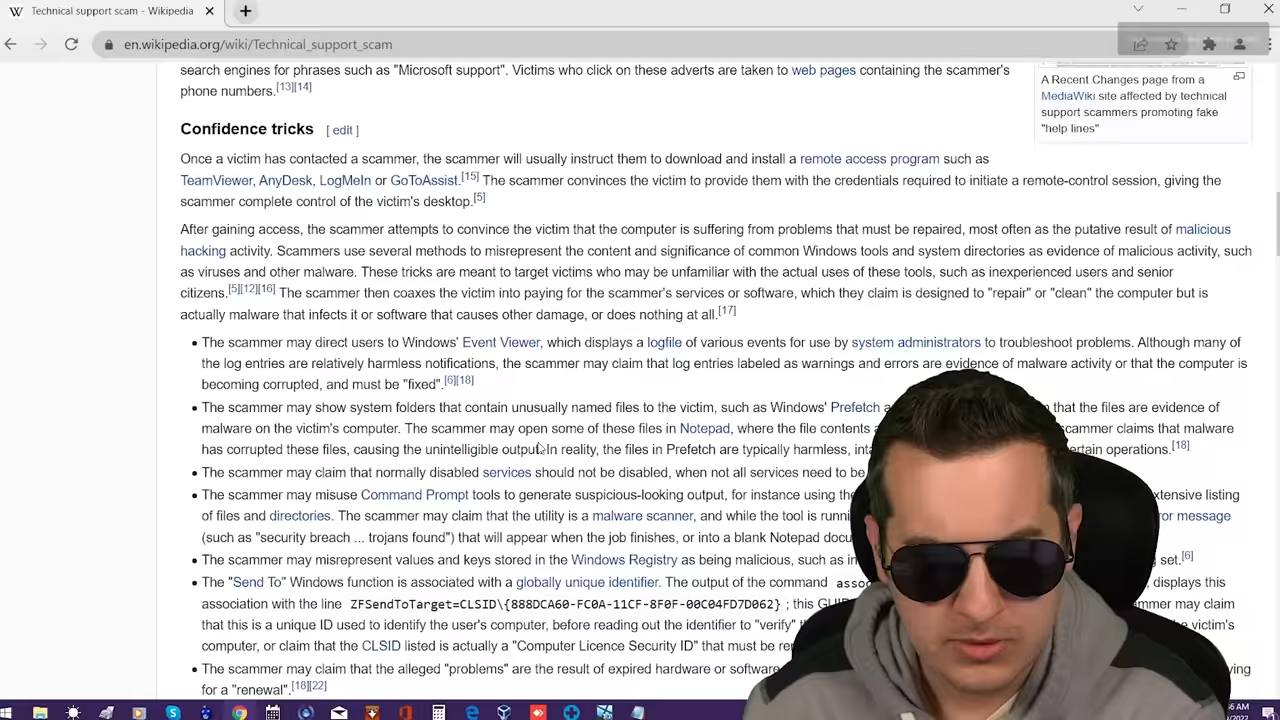 Technical support scam - Wikipedia
en.wikipedia.org/wiki/Technical_support_scam
search engines for phrases such as "Microsoft support". Victims who click on these adverts are taken to web pages containing the scammer's
phone numbers.[13][14]
A Recent Changes page from a
MediaWiki site affected by technical
support scammers promoting fake
"help lines"
Confidence tricks [ edit ]
Once a victim has contacted a scammer, the scammer will usually instruct them to download and install a remote access program such as
TeamViewer, AnyDesk, LogMeIn or GoToAssist.[15] The scammer convinces the victim to provide them with the credentials required to initiate a remote-control session, giving the
scammer complete control of the victim's desktop.[5]
After gaining access, the scammer attempts to convince the victim that the computer is suffering from problems that must be repaired, most often as the putative result of malicious
hacking activity. Scammers use several methods to misrepresent the content and significance of common Windows tools and system directories as evidence of malicious activity, such
as viruses and other malware. These tricks are meant to target victims who may be unfamiliar with the actual uses of these tools, such as inexperienced users and senior
citizens.[5][12][16] The scammer then coaxes the victim into paying for the scammer's services or software, which they claim is designed to "repair" or "clean" the computer but is
actually malware that infects it or software that causes other damage, or does nothing at all.[17]
The scammer may direct users to Windows' Event Viewer, which displays a logfile of various events for use by system administrators to troubleshoot problems. Although many of
the log entries are relatively harmless notifications, the scammer may claim that log entries labeled as warnings and errors are evidence of malware activity or that the computer is
becoming corrupted, and must be "fixed".[6][18]
The scammer may show system folders that contain unusually named files to the victim, such as Windows' Prefetch that the files are evidence of
malware on the victim's computer. The scammer may open some of these files in Notepad, where the file contents scammer claims that malware
has corrupted these files, causing the unintelligible output. In reality, the files in Prefetch are typically harmless, operations.[18]
The scammer may claim that normally disabled services should not be disabled, when not all services need to be
The scammer may misuse Command Prompt tools to generate suspicious-looking output, for instance using the listing
of files and directories. The scammer may claim that the utility is a malware scanner, and while the tool is message
(such as "security breach ... trojans found") that will appear when the job finishes, or into a blank Notepad
The scammer may misrepresent values and keys stored in the Windows Registry as being malicious, such as set.[6]
The "Send To" Windows function is associated with a globally unique identifier. The output of the command displays this
association with the line ZFSendToTarget=CLSID\{888DCA60-FC0A-11CF-8F0F-00C04FD7D062} ; this may claim
that this is a unique ID used to identify the user's computer, before reading out the identifier to "verify" victim's
computer, or claim that the CLSID listed is actually a "Computer Licence Security ID" that must be
The scammer may claim that the alleged "problems" are the result of expired hardware or
for a "renewal".[18][22]